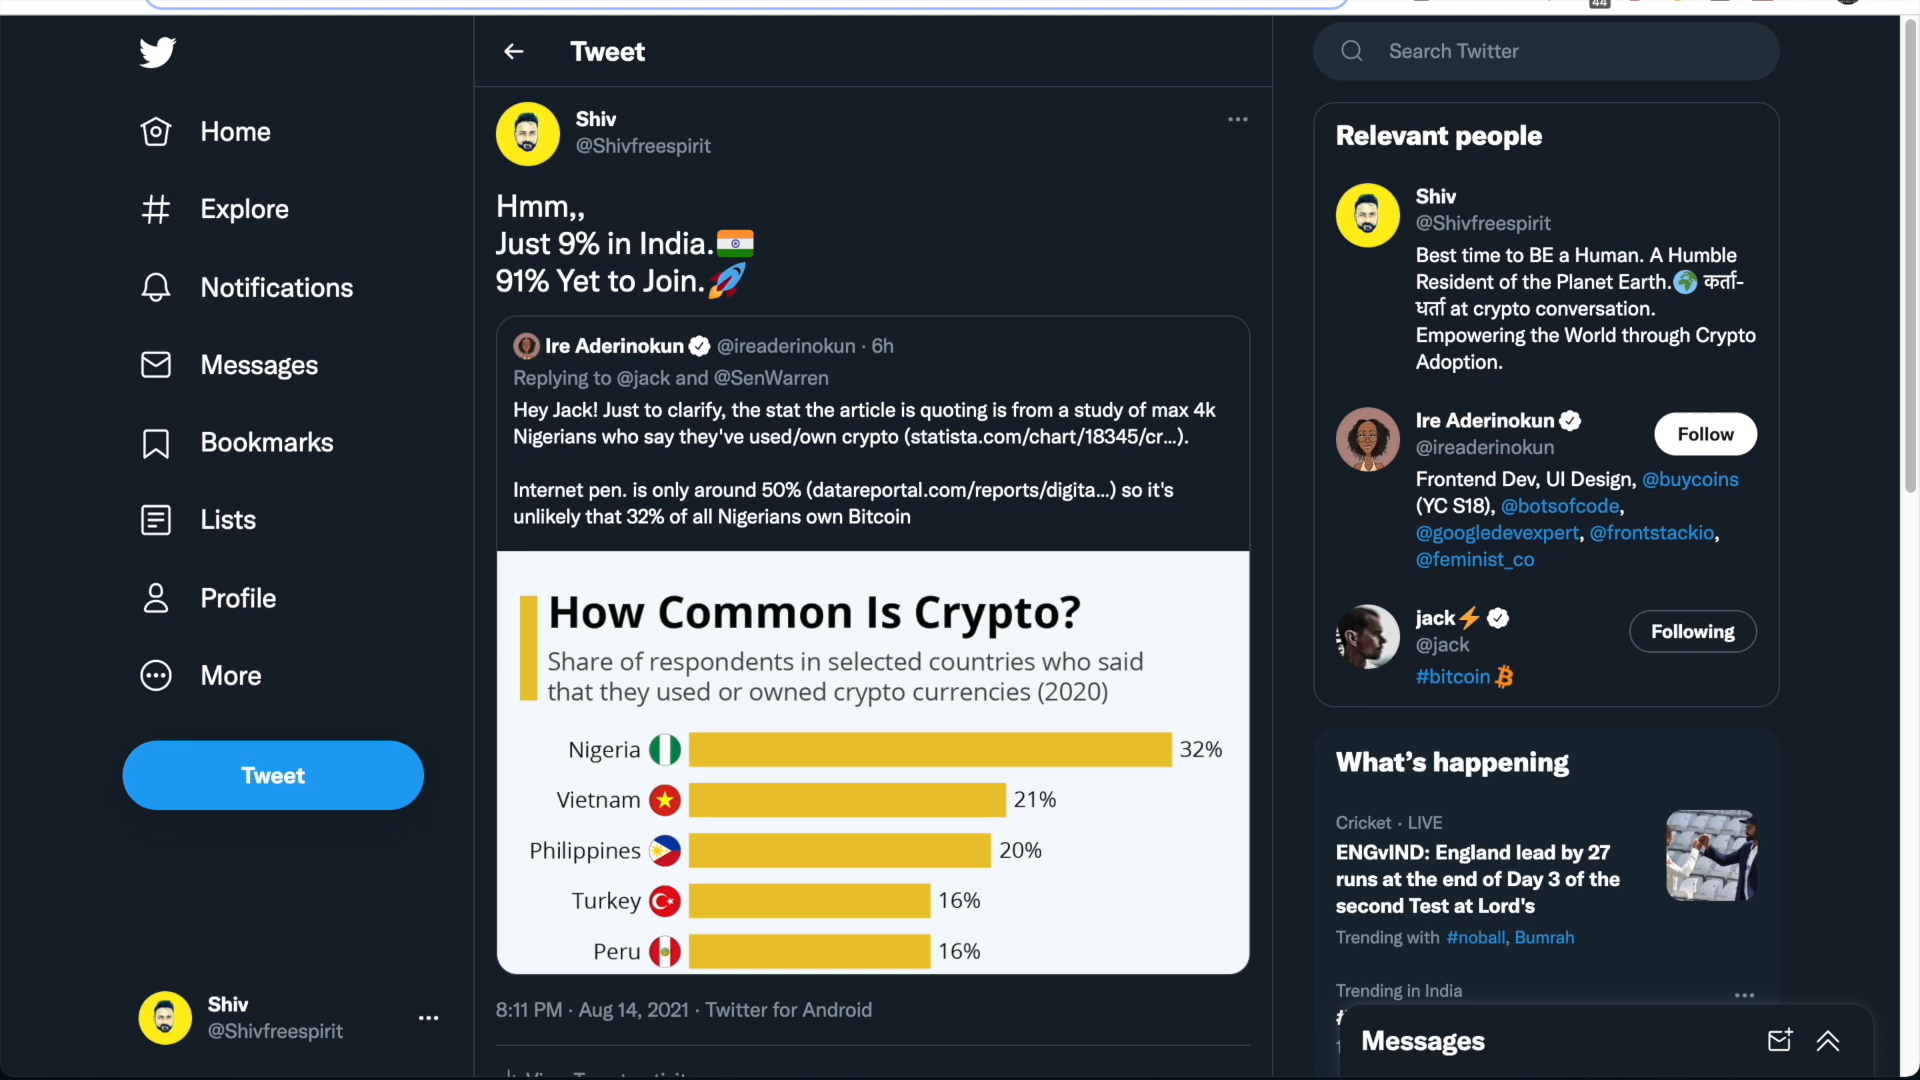 44
Home
Explore
Notifications
Messages
Bookmarks
Lists
Profile
More
Tweet
Shiv
@Shivfreespirit
Tweet
Shiv
@Shivfreespirit
Hmm,,
Just 9% in India.🇮🇳
91% Yet to Join.🚀
Ire Aderinokun @ireaderinokun · 6h
Replying to @jack and @SenWarren
Hey Jack! Just to clarify, the stat the article is quoting is from a study of max 4k
Nigerians who say they've used/own crypto (statista.com/chart/18345/cr...).
Internet pen. is only around 50% (datareportal.com/reports/digita...) so it's
unlikely that 32% of all Nigerians own Bitcoin
How Common Is Crypto?
Share of respondents in selected countries who said
that they used or owned crypto currencies (2020)
Nigeria 32%
Vietnam 21%
Philippines 20%
Turkey 16%
Peru 16%
8:11 PM · Aug 14, 2021 · Twitter for Android
Search Twitter
Relevant people
Shiv
@Shivfreespirit
Best time to BE a Human. A Humble
Resident of the Planet Earth.🌍 कर्ता-
धर्ता at crypto conversation.
Empowering the World through Crypto
Adoption.
Ire Aderinokun
@ireaderinokun
Follow
Frontend Dev, UI Design, @buycoins
(YC S18), @botsofcode,
@googledevexpert, @frontstackio,
@feminist_co
jack⚡
@jack
Following
#bitcoin
What's happening
Cricket · LIVE
ENGvIND: England lead by 27
runs at the end of Day 3 of the
second Test at Lord's
Trending with #noball, Bumrah
Trending in India
Messages